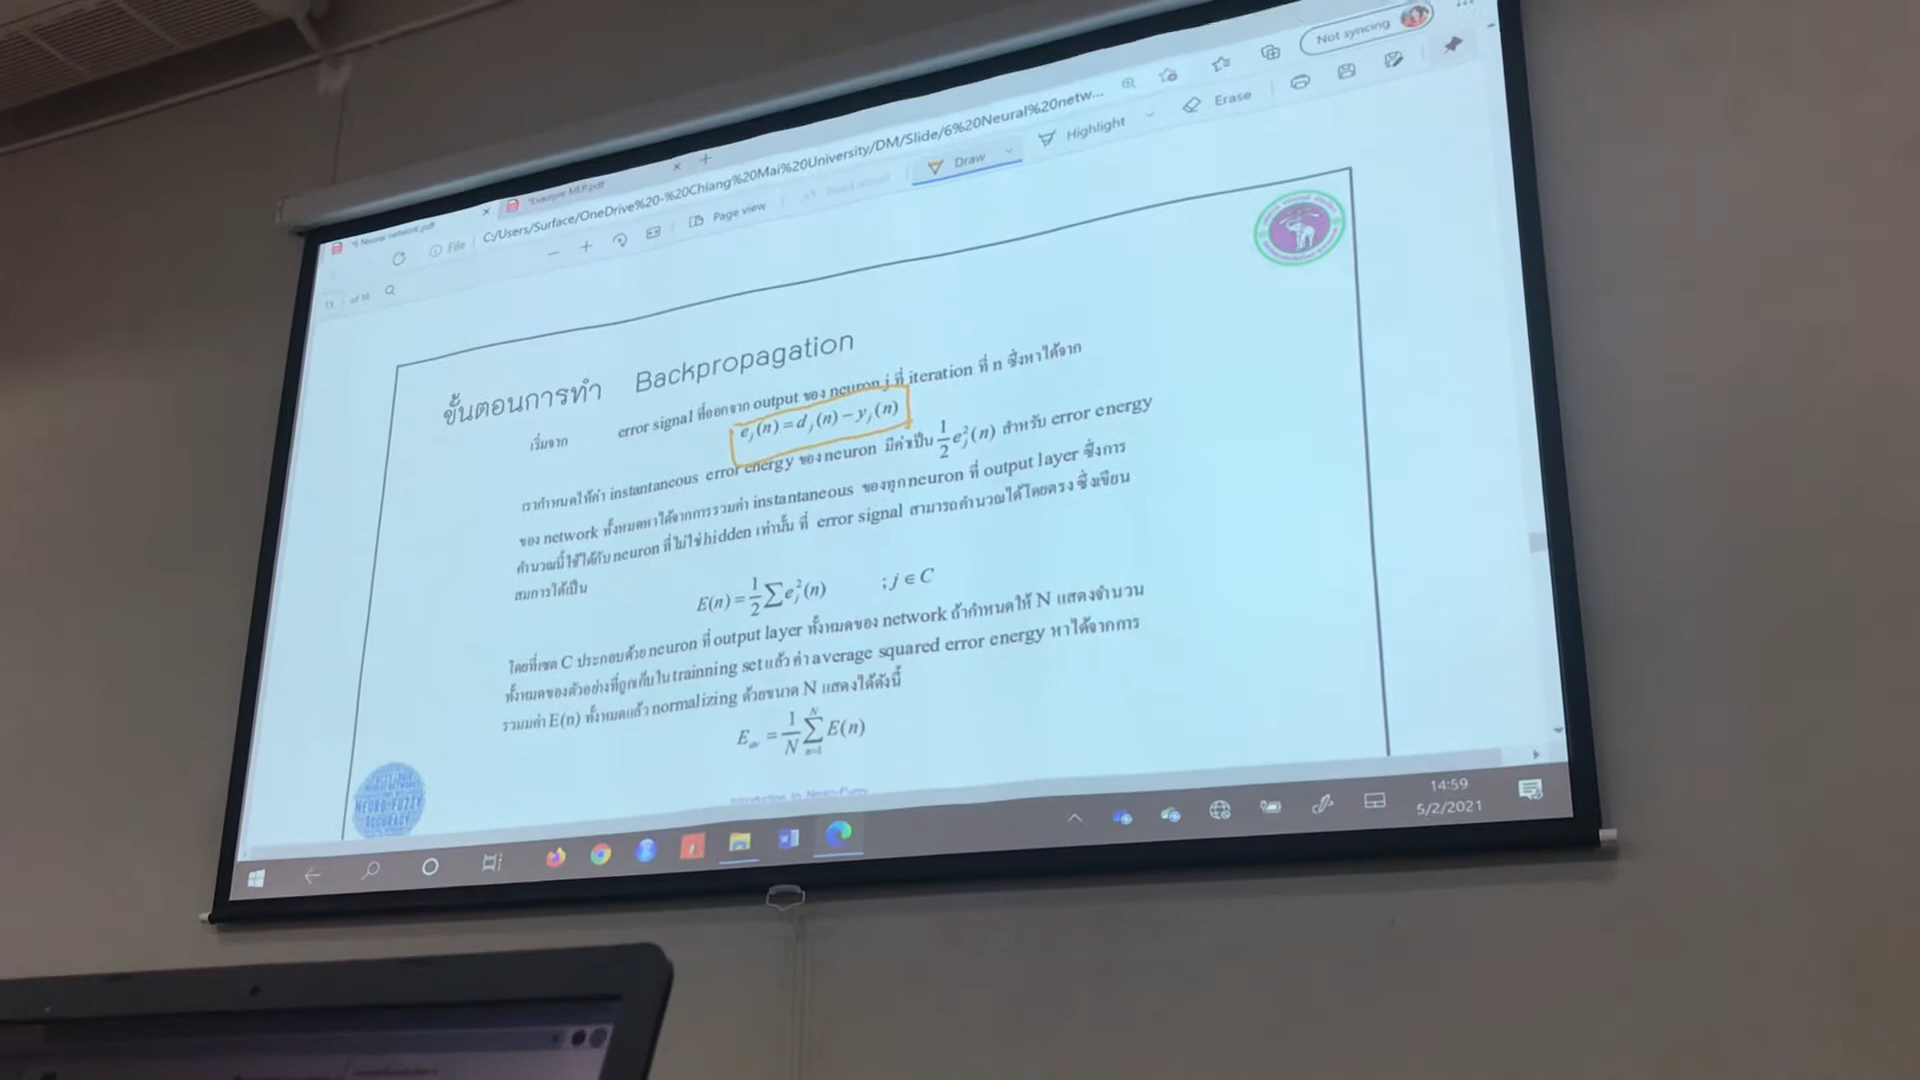 Not syncing
*6 Neural network.pdf
*Example MLP.pdf
File
C:/Users/Surface/OneDrive%20-%20Chiang%20Mai%20University/DM/Slide/6%20Neural%20netw...
Page view
Draw
Highlight
Erase
ขั้นตอนการทำ Backpropagation
เริ่มจาก error signal ที่ออกจาก output ของ neuron j ที่ iteration ที่ n ซึ่งหาได้จาก
e_j(n) = d_j(n) − y_j(n)
เรากำหนดให้ค่า instantaneous error energy ของ neuron มีค่าเป็น 1/2 e_j^2(n) สำหรับ error energy
ของ network ทั้งหมดหาได้จากการรวมค่า instantaneous ของทุก neuron ที่ output layer ซึ่งการ
คำนวณนี้ใช้ได้กับ neuron ที่ไม่ใช่ hidden เท่านั้น ที่ error signal สามารถคำนวณได้โดยตรง ซึ่งเขียน
สมการได้เป็น
E(n) = 1/2 ∑ e_j^2(n) ; j ∈ C
โดยที่เซต C ประกอบด้วย neuron ที่ output layer ทั้งหมดของ network ถ้ากำหนดให้ N แสดงจำนวน
ทั้งหมดของตัวอย่างที่ถูกเก็บใน trainning set แล้ว ค่า average squared error energy หาได้จากการ
รวมมค่า E(n) ทั้งหมดแล้ว normalizing ด้วยขนาด N แสดงได้ดังนี้
E_av = 1/N ∑_{n=1}^{N} E(n)
NEURO-FUZZY
ACCURACY
Introduction to Neuro-Fuzzy
14:59
5/2/2021